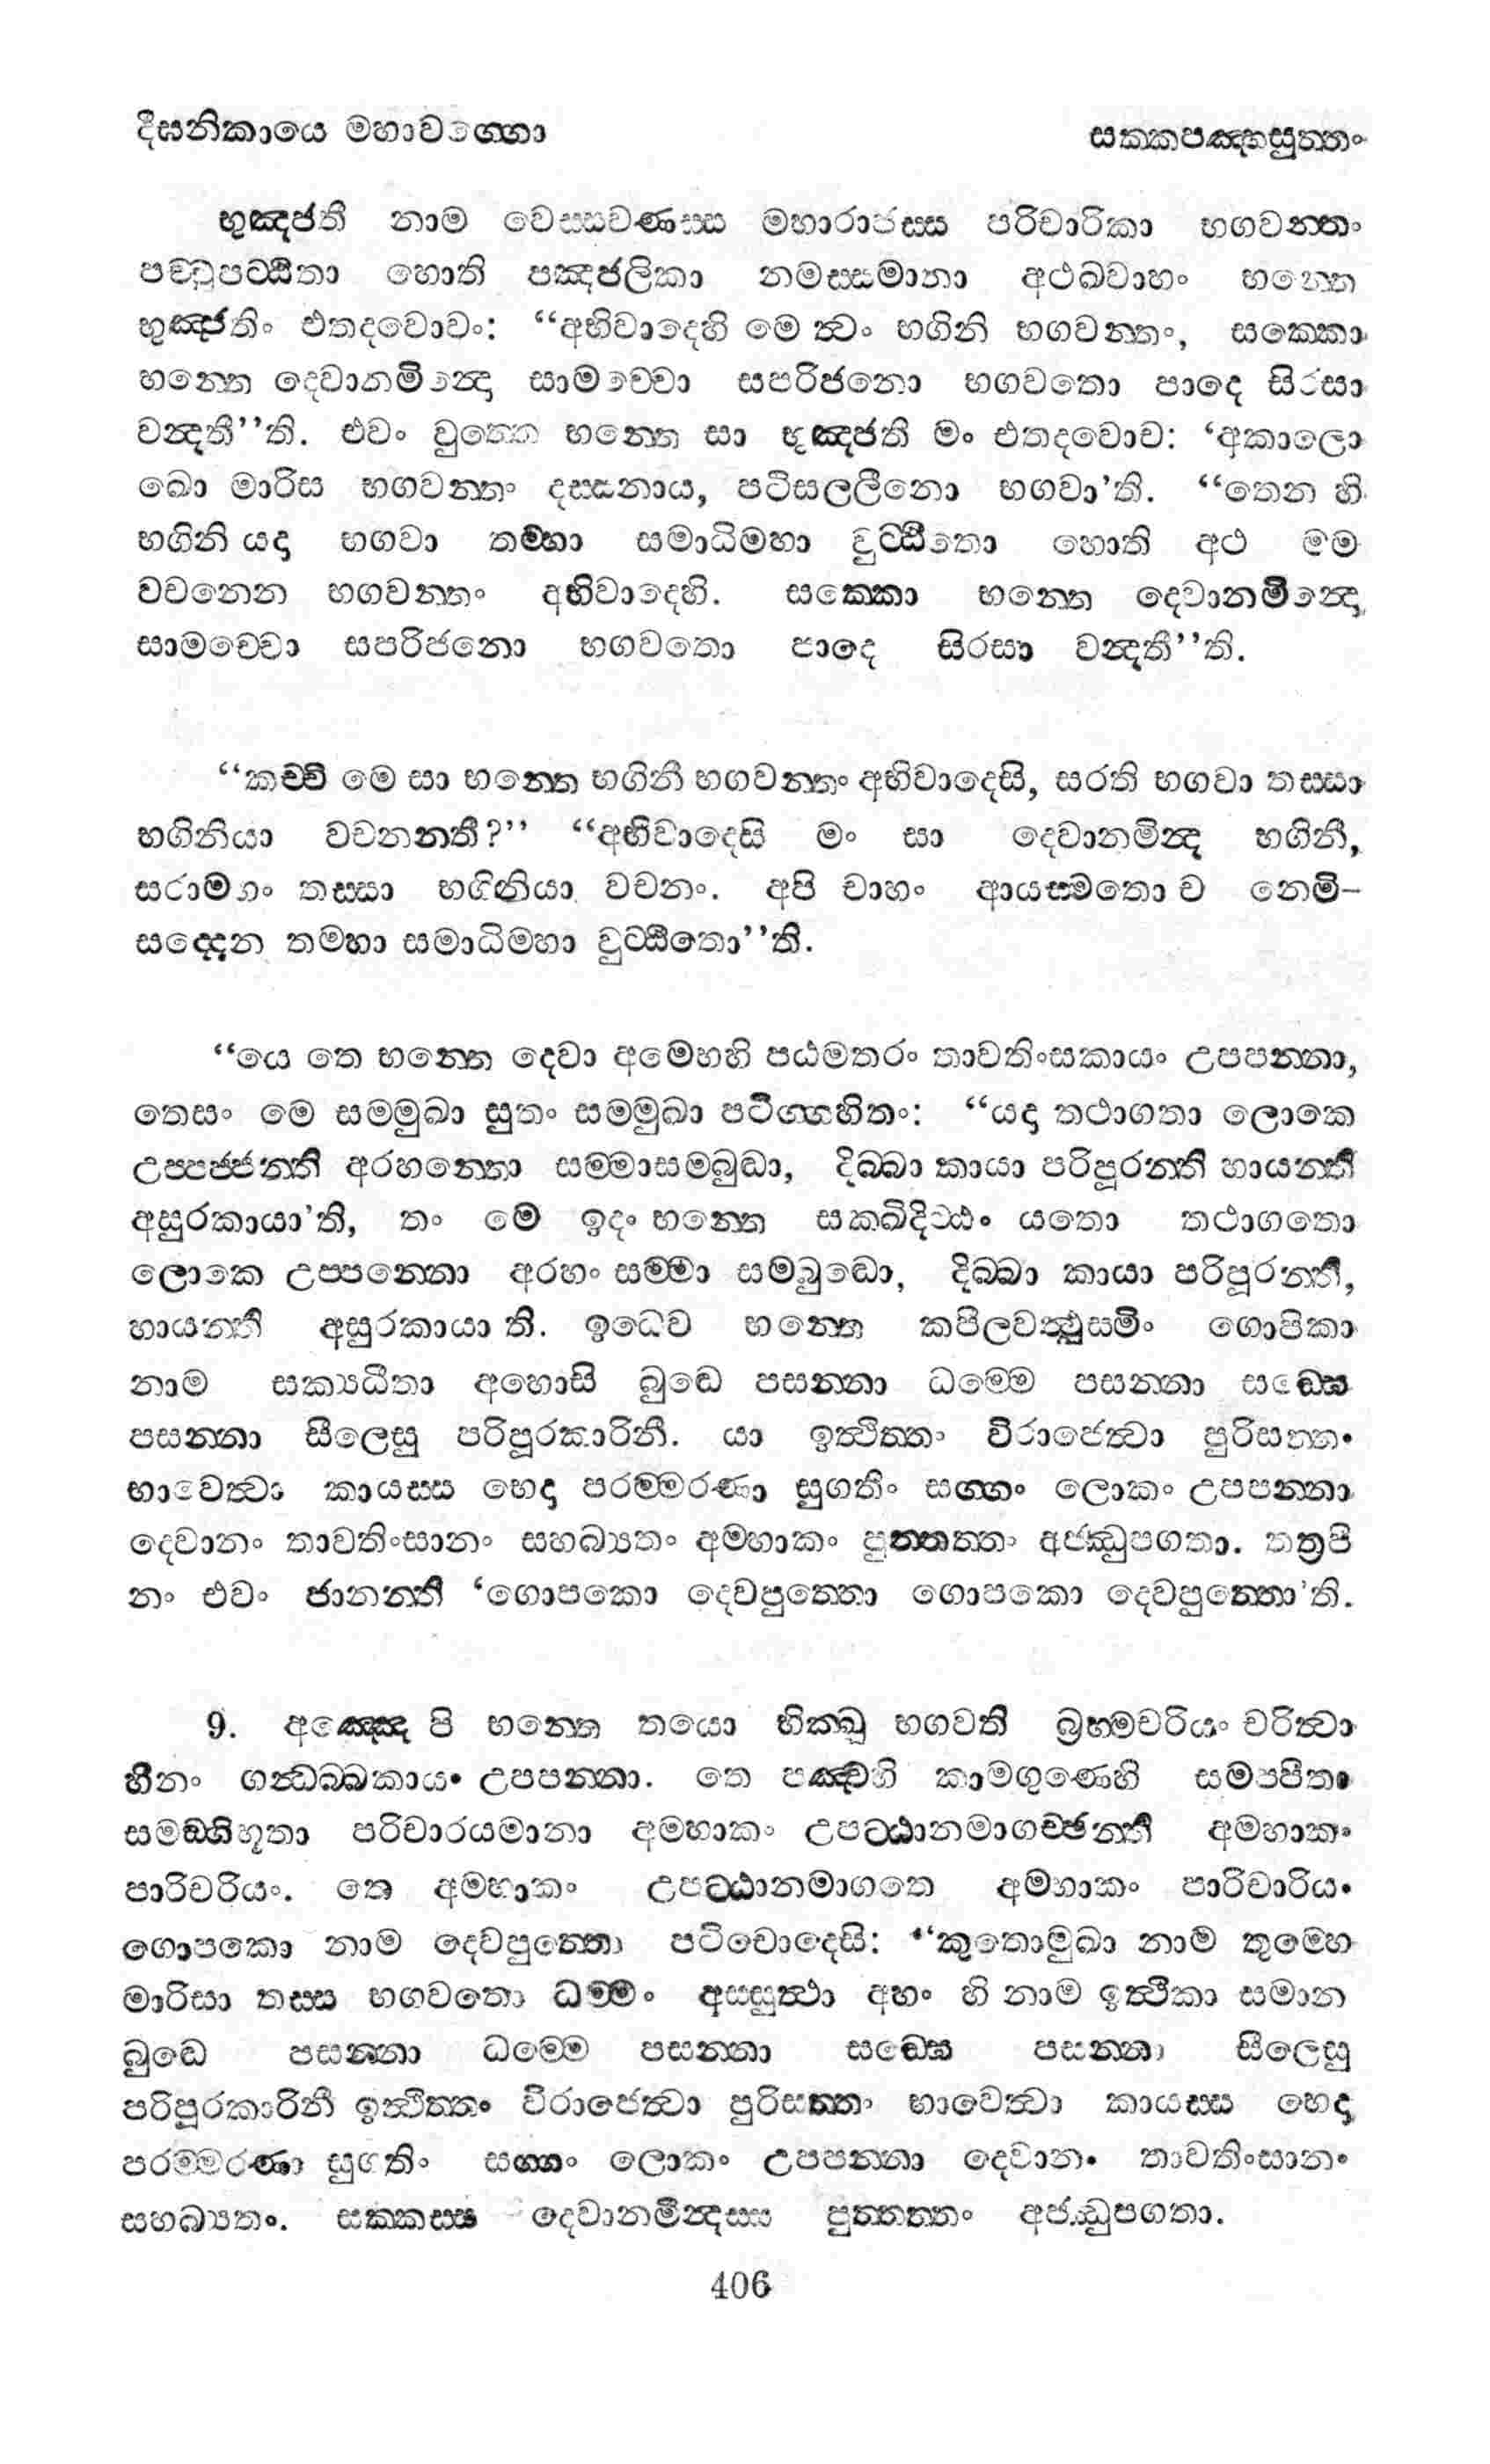 දීඝනිකායෙ මහාවග්ගො
සක්කපඤ්හසුත්තං
භුඤ්ජතී නාම වෙස්සවණස්ස මහාරාජස්ස පරිචාරිකා භගවන්තං
පච්චුපට්ඨිතා හොති පඤ්ජලිකා නමස්සමානා අථඛ්වාහං භන්තෙ
භුඤ්ජතිං එතදවොචං: “අභිවාදෙහි මෙ ත්වං භගිනි භගවන්තං, සක්කො
භන්තෙ දෙවානමින්දො සාමච්චො සපරිජනො භගවතො පාදෙ සිරසා
වන්දතී”ති. එවං වුත්තෙ භන්තෙ සා භුඤ්ජතී මං එතදවොච: ‘අකාලො
ඛො මාරිස භගවන්තං දස්සනාය, පටිසල්ලීනො භගවා’ති. “තෙන හි
භගිනි යදා භගවා තම්හා සමාධිම්හා වුට්ඨිතො හොති අථ මම
වචනෙන භගවන්තං අභිවාදෙහි. සක්කො භන්තෙ දෙවානමින්දො
සාමච්චො සපරිජනො භගවතො පාදෙ සිරසා වන්දතී”ති.
“කච්චි මෙ සා භන්තෙ භගිනී භගවන්තං අභිවාදෙසි, සරති භගවා තස්සා
භගිනියා වචනන්ති?” “අභිවාදෙසි මං සා දෙවානමින්ද භගිනී,
සරාමහං තස්සා භගිනියා වචනං. අපි චාහං ආයස්මතො ච නෙමි-
සද්දෙන තම්හා සමාධිම්හා වුට්ඨිතො”ති.
“යෙ තෙ භන්තෙ දෙවා අම්හෙහි පඨමතරං තාවතිංසකායං උපපන්නා,
තෙසං මෙ සම්මුඛා සුතං සම්මුඛා පටිග්ගහිතං: “යදා තථාගතා ලොකෙ
උප්පජ්ජන්ති අරහන්තො සම්මාසම්බුද්ධා, දිබ්බා කායා පරිපූරන්ති හායන්ති
අසුරකායා’ති, තං මෙ ඉදං භන්තෙ සක්ඛිදිට්ඨං යතො තථාගතො
ලොකෙ උප්පන්නො අරහං සම්මා සම්බුද්ධො, දිබ්බා කායා පරිපූරන්ති,
හායන්ති අසුරකායා ති. ඉධෙව භන්තෙ කපිලවත්ථුස්මිං ගොපිකා
නාම සක්‍යධීතා අහොසි බුද්ධෙ පසන්නා ධම්මෙ පසන්නා සඞ්ඝෙ
පසන්නා සීලෙසු පරිපූරකාරිනී. යා ඉත්ථිත්තං විරාජෙත්වා පුරිසත්තං
භාවෙත්වා කායස්ස භෙදා පරම්මරණා සුගතිං සග්ගං ලොකං උපපන්නා
දෙවානං තාවතිංසානං සහබ්‍යතං අම්හාකං පුත්තත්තං අජ්ඣුපගතා. තත්‍රපි
නං එවං ජානන්ති ‘ගොපකො දෙවපුත්තො ගොපකො දෙවපුත්තො’ති.
9. අඤ්ඤෙ පි භන්තෙ තයො භික්ඛූ භගවති බ්‍රහ්මචරියං චරිත්වා
හීනං ගන්ධබ්බකායං උපපන්නා. තෙ පඤ්චහි කාමගුණෙහි සමප්පිතා
සමඞ්ගිභූතා පරිචාරයමානා අම්හාකං උපට්ඨානමාගච්ඡන්ති අම්හාකං
පාරිචරියං. තෙ අම්හාකං උපට්ඨානමාගතෙ අම්හාකං පාරිචාරියං
ගොපකො නාම දෙවපුත්තො පටිචොදෙසි: “කුතොමුඛා නාම තුම්හෙ
මාරිසා තස්ස භගවතො ධම්මං අස්සුත්ථා අහං හි නාම ඉත්ථිකා සමාන
බුද්ධෙ පසන්නා ධම්මෙ පසන්නා සඞ්ඝෙ පසන්නා සීලෙසු
පරිපූරකාරිනී ඉත්ථිත්තං විරාජෙත්වා පුරිසත්තං භාවෙත්වා කායස්ස භෙදා
පරම්මරණා සුගතිං සග්ගං ලොකං උපපන්නා දෙවානං තාවතිංසානං
සහබ්‍යතං. සක්කස්ස දෙවානමින්දස්ස පුත්තත්තං අජ්ඣුපගතා.
406